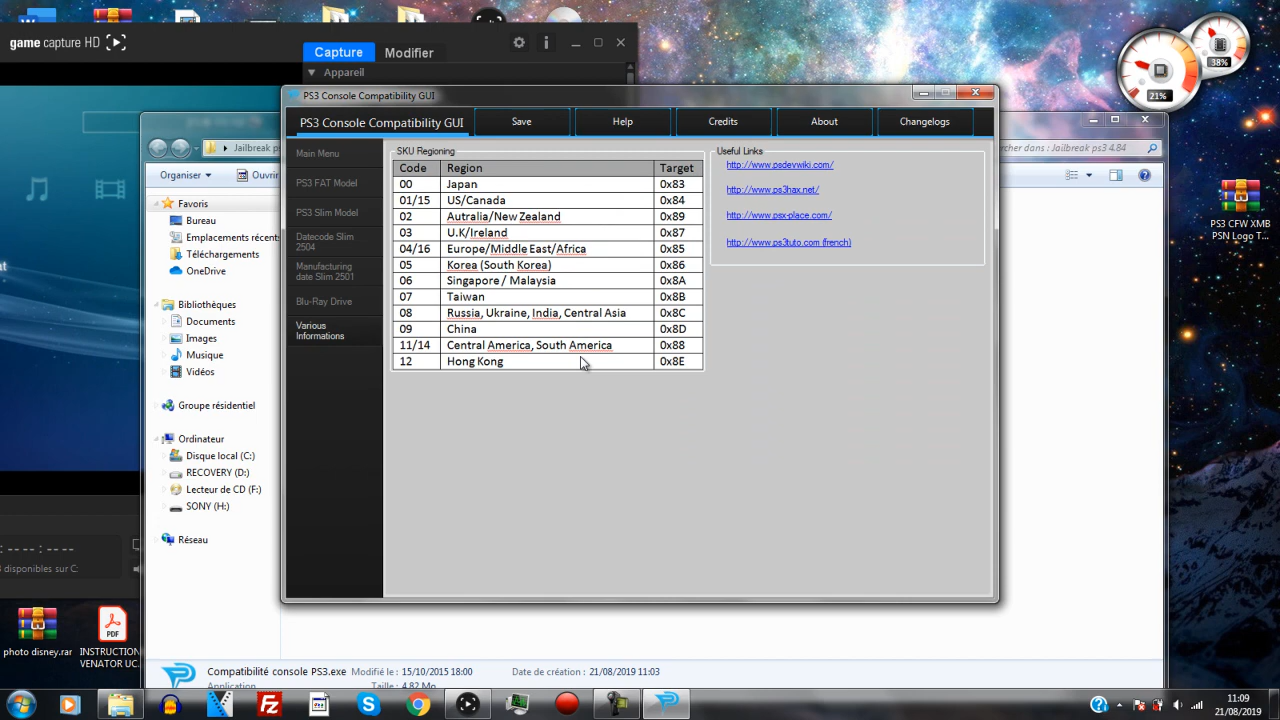 game capture HD
Capture
Modifier
Appareil
38%
21%
PS3 Console Compatibility GUI
PS3 Console Compatibility GUI
Save
Help
Credits
About
Changelogs
Jailbreak p
cher dans : Jailbreak ps3 4.84
Organiser
Ouvrir
Favoris
Bureau
Emplacements récent
Téléchargements
OneDrive
Bibliothèques
Documents
Images
Musique
Vidéos
Groupe résidentiel
Ordinateur
Disque local (C:)
RECOVERY (D:)
Lecteur de CD (F:)
SONY (H:)
Réseau
Main Menu
PS3 FAT Model
PS3 Slim Model
Datecode Slim
2504
Manufacturing
date Slim 2501
Blu-Ray Drive
Various
Informations
SKU Regioning
Code Region Target
00 Japan 0x83
01/15 US/Canada 0x84
02 Autralia/New Zealand 0x89
03 U.K/Ireland 0x87
04/16 Europe/Middle East/Africa 0x85
05 Korea (South Korea) 0x86
06 Singapore / Malaysia 0x8A
07 Taiwan 0x8B
08 Russia, Ukraine, India, Central Asia 0x8C
09 China 0x8D
11/14 Central America, South America 0x88
12 Hong Kong 0x8E
Useful Links
http://www.psdevwiki.com/
http://www.ps3hax.net/
http://www.psx-place.com/
http://www.ps3tuto.com (french)
PS3 CFW XMB
PSN Logo T...
at
-- -- : -- --
3 disponibles sur C:
photo disney.rar
PDF
INSTRUCTION
VENATOR UC...
Compatibilité console PS3.exe Modifié le : 15/10/2015 18:00 Date de création : 21/08/2019 11:03
Application Taille : 4,82 Mo
11:09
21/08/2019